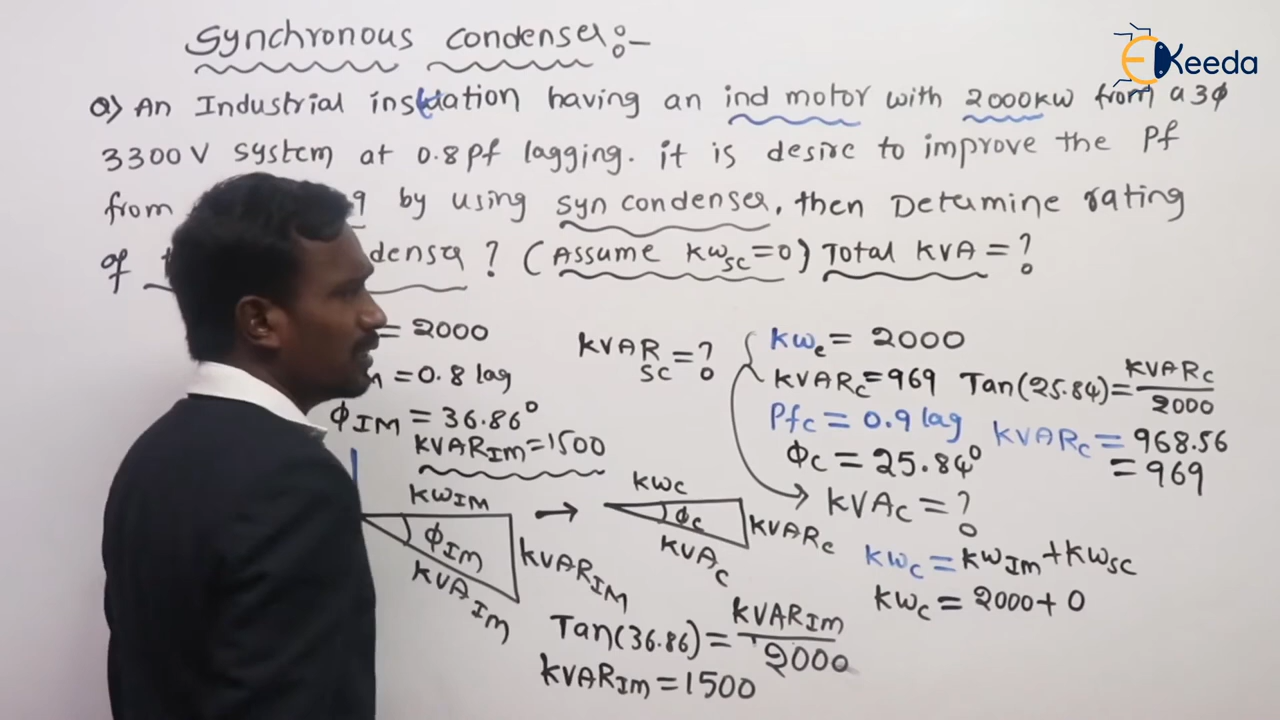 Synchronous condenser:-
EKeeda
Q) An Industrial instalation having an ind motor with 2000kw from a 3φ
3300V system at 0.8pf lagging. it is desire to improve the Pf
from 9 by using syn condenser, then Determine rating
of denser? (Assume kwsc=0) Total kVA=?
= 2000
= 0.8 lag
φIM = 36.86°
kVARIM=1500
kWIM
φIM
kVAIM
kVARIM
Tan(36.86) = kVARIM/2000
kVARIM = 1500
kVARSC = ?
kWC
φC
kVAC
kVARC
kwc = 2000
kVARC = 969
Pfc = 0.9 lag
φC = 25.84°
kVAC = ?
Tan(25.84) = kVARC/2000
kVARC = 968.56
= 969
kWC = kWIM + kWSC
kWC = 2000 + 0